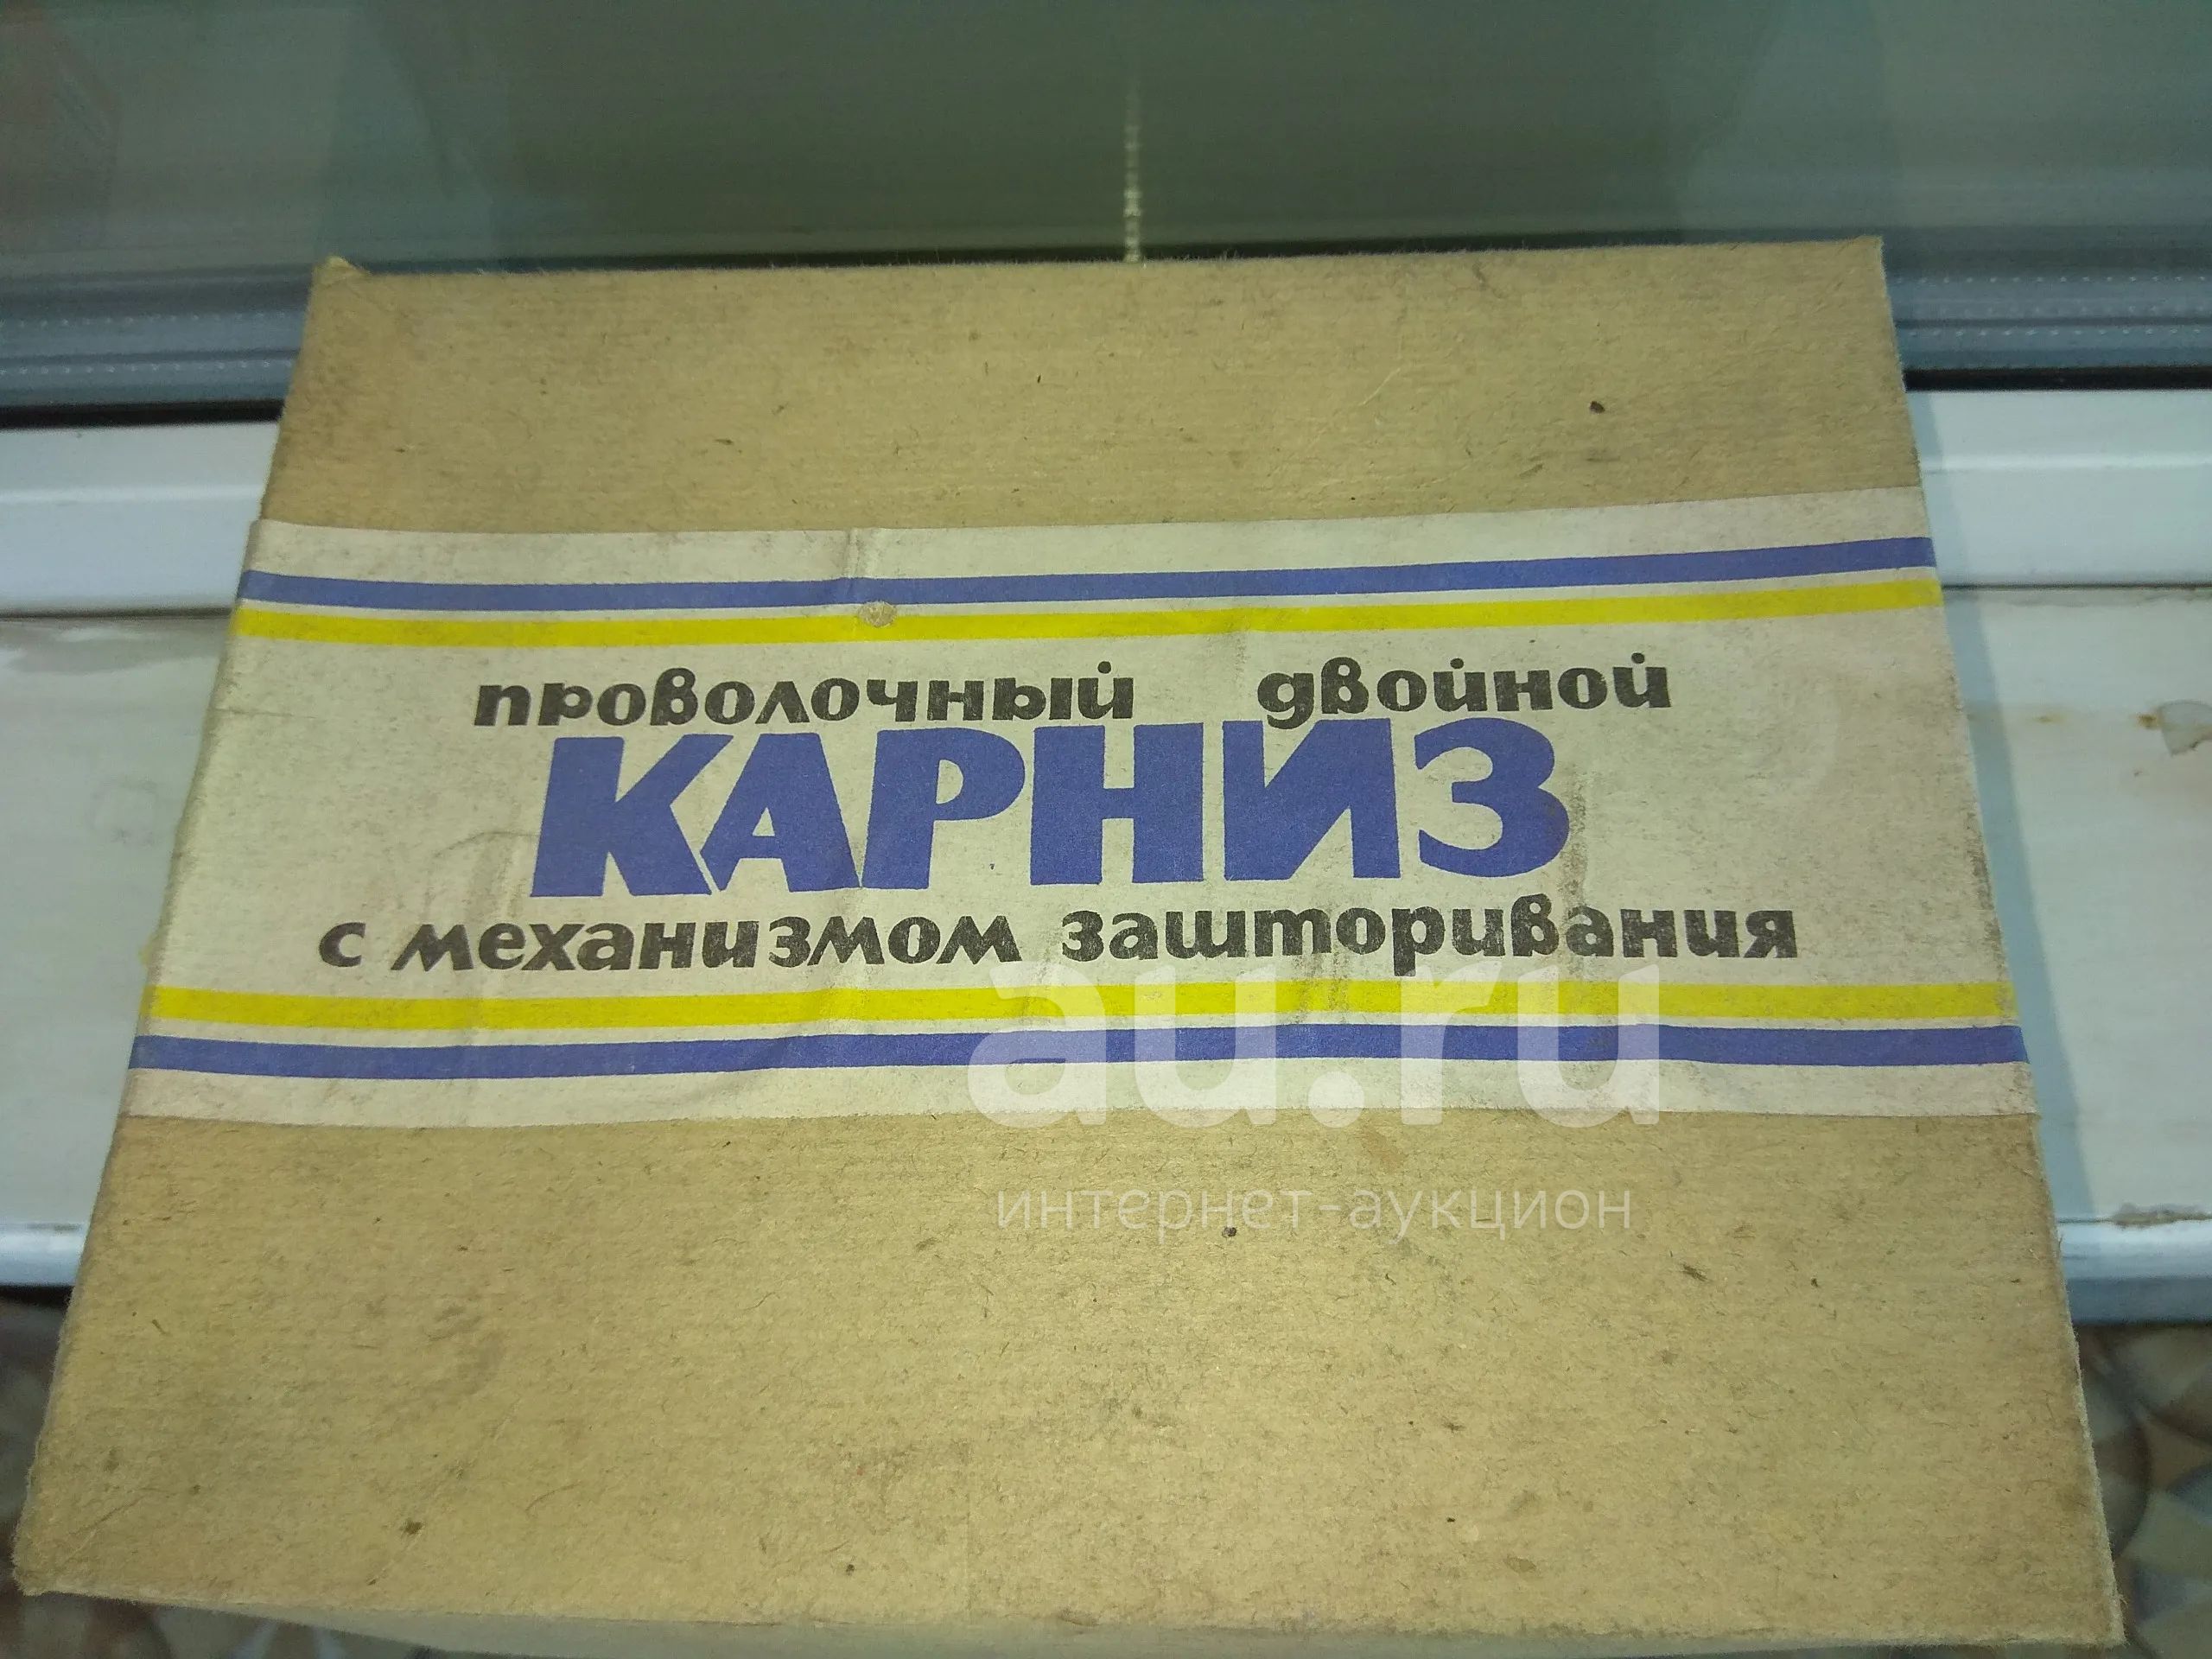 проволочный двойной
КАРНИЗ
с механизмом зашторивания
au.ru
интернет-аукцион